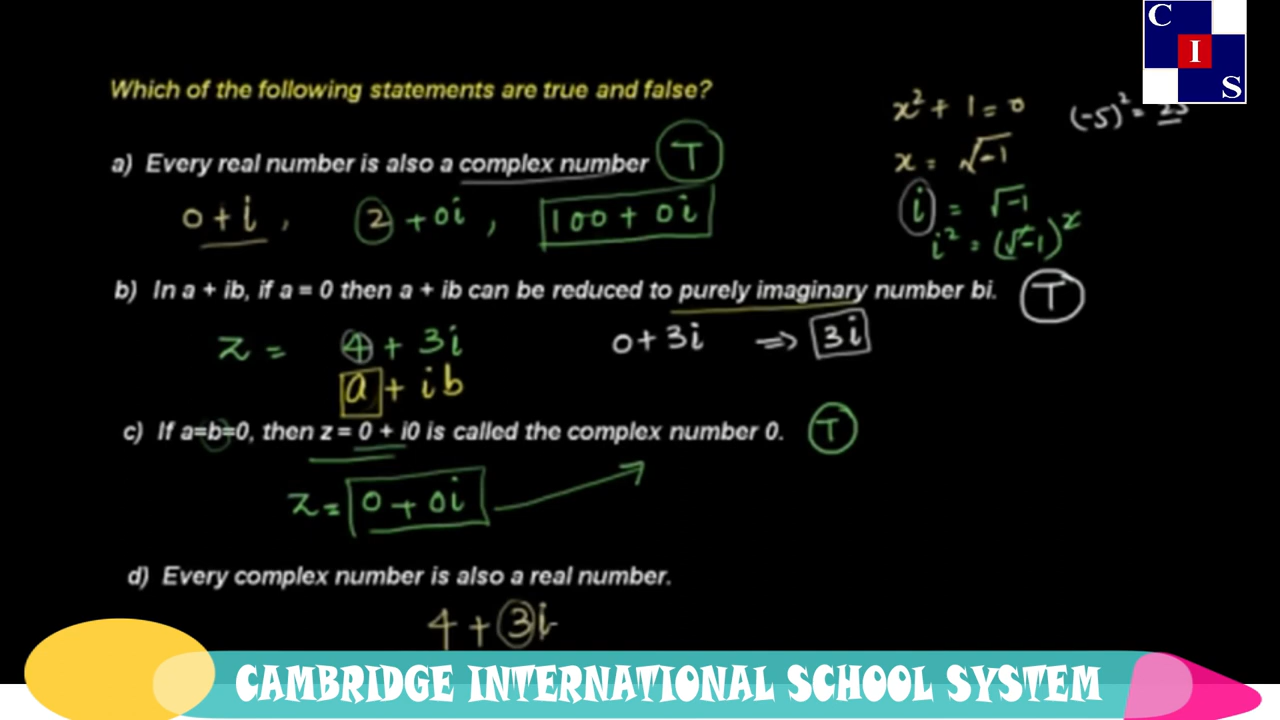 C
I
S
Which of the following statements are true and false?
x² + 1 = 0
(-5)² = 25
a) Every real number is also a complex number T
x = √-1
0 + i , 2 + 0i , 100 + 0i
i = √-1
i² = (√-1)²
b) In a + ib, if a = 0 then a + ib can be reduced to purely imaginary number bi. T
z = 4 + 3i
0 + 3i ⇒ 3i
a + ib
c) If a=b=0, then z = 0 + i0 is called the complex number 0. T
z = 0 + 0i
d) Every complex number is also a real number.
4 + 3i
CAMBRIDGE INTERNATIONAL SCHOOL SYSTEM